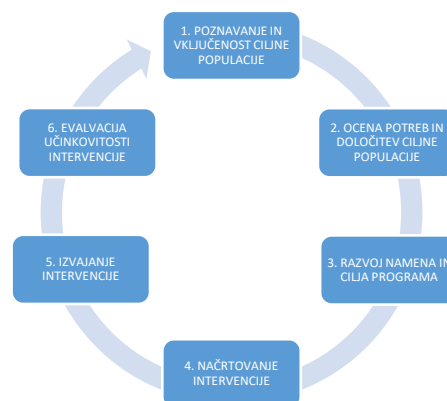 1. POZNAVANJE IN
VKLJUČENOST CILJNE
POPULACIJE
2. OCENA POTREB IN
DOLOČITEV CILJNE
POPULACIJE
3. RAZVOJ NAMENA IN
CILJA PROGRAMA
4. NAČRTOVANJE
INTERVENCIJE
5. IZVAJANJE
INTERVENCIJE
6. EVALVACIJA
UČINKOVITOSTI
INTERVENCIJE